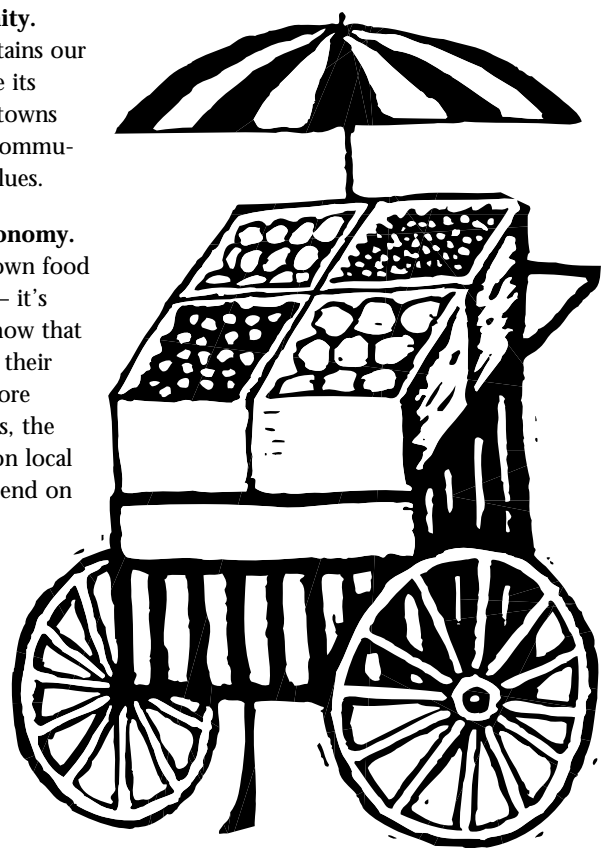 ity.
tains our
e its
towns
ommu-
lues.
onomy.
own food
– it's
now that
their
ore
s, the
on local
end on